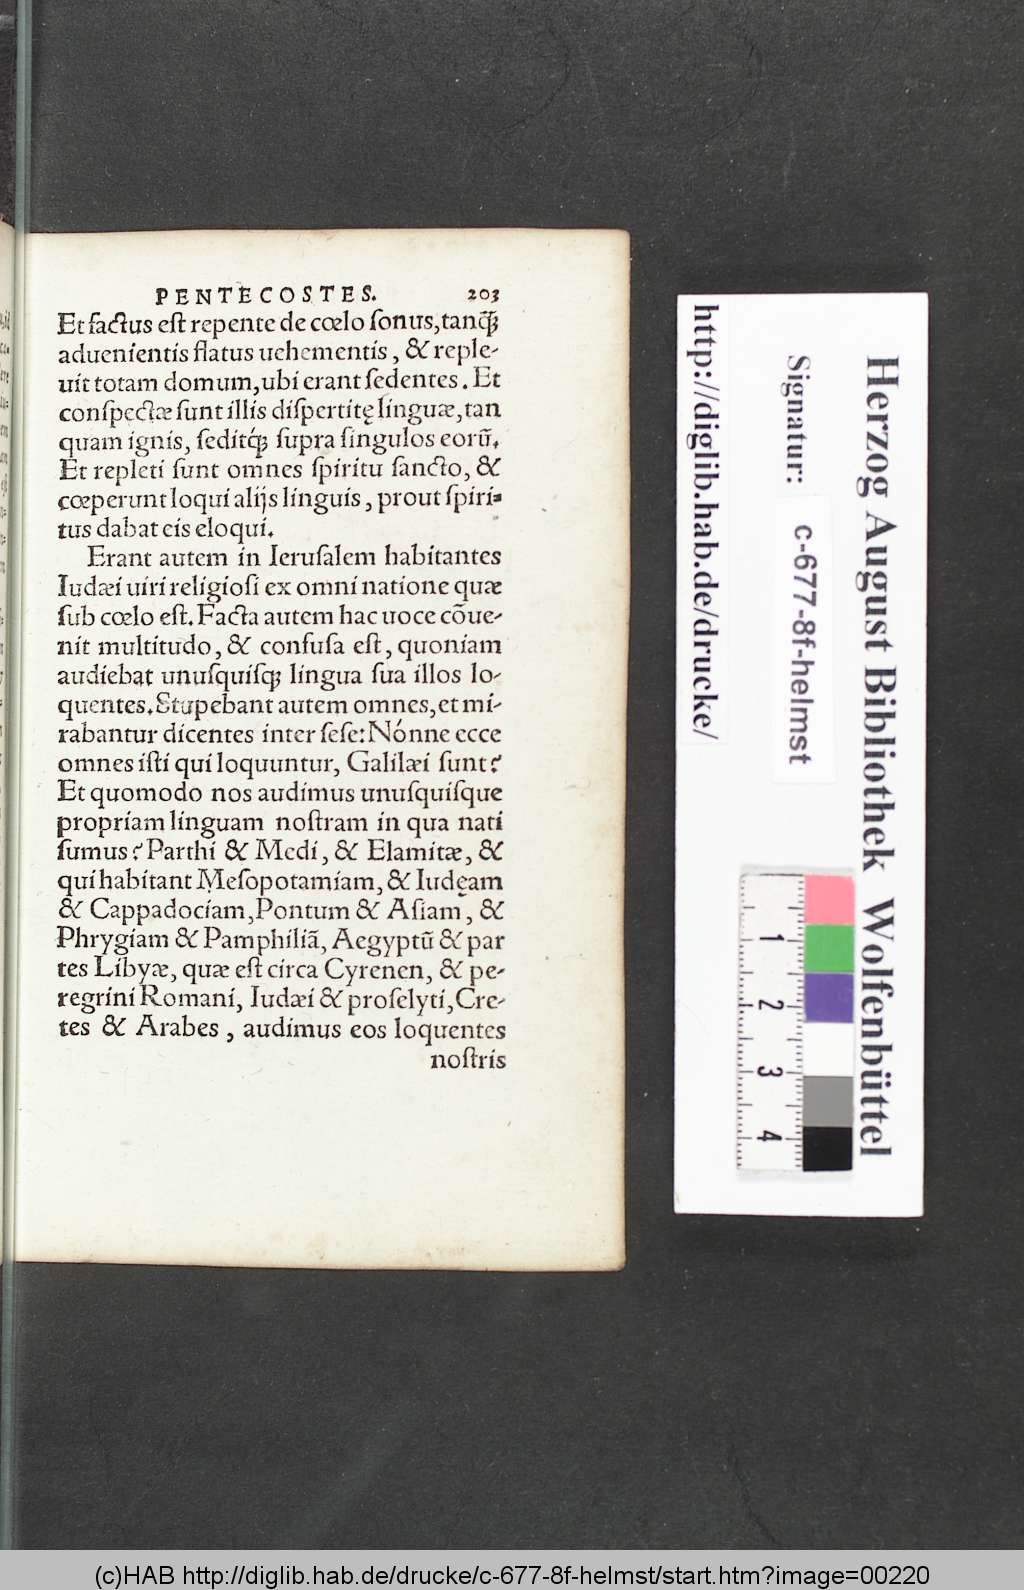 PENTECOSTES. 203
Et factus est repente de cœlo sonus, tanq̃ꝫ
aduenientis flatus uehementis, & reple-
uit totam domum, ubi erant sedentes. Et
conspectæ sunt illis dispertitę linguæ, tan
quam ignis, seditq́ꝫ supra singulos eorũ.
Et repleti sunt omnes spiritu sancto, &
cœperunt loqui alijs linguis, prout spiri-
tus dabat eis eloqui.
Erant autem in Ierusalem habitantes
Iudæi uiri religiosi ex omni natione quæ
sub cœlo est. Facta autem hac uoce cõue-
nit multitudo, & confusa est, quoniam
audiebat unusquisqꝫ lingua sua illos lo-
quentes. Stupebant autem omnes, et mi-
rabantur dicentes inter sese: Nónne ecce
omnes isti qui loquuntur, Galilæi sunt?
Et quomodo nos audimus unusquisque
propriam linguam nostram in qua nati
sumus? Parthi & Medi, & Elamitæ, &
qui habitant Mesopotamiam, & Iudęam
& Cappadociam, Pontum & Asiam, &
Phrygiam & Pamphiliã, Aegyptũ & par
tes Libyæ, quæ est circa Cyrenen, & pe-
regrini Romani, Iudæi & proselyti, Cre-
tes & Arabes, audimus eos loquentes
nostris
Herzog August Bibliothek Wolfenbüttel
Signatur: c-677-8f-helmst
http://diglib.hab.de/drucke/
1 2 3 4
(c)HAB http://diglib.hab.de/drucke/c-677-8f-helmst/start.htm?image=00220